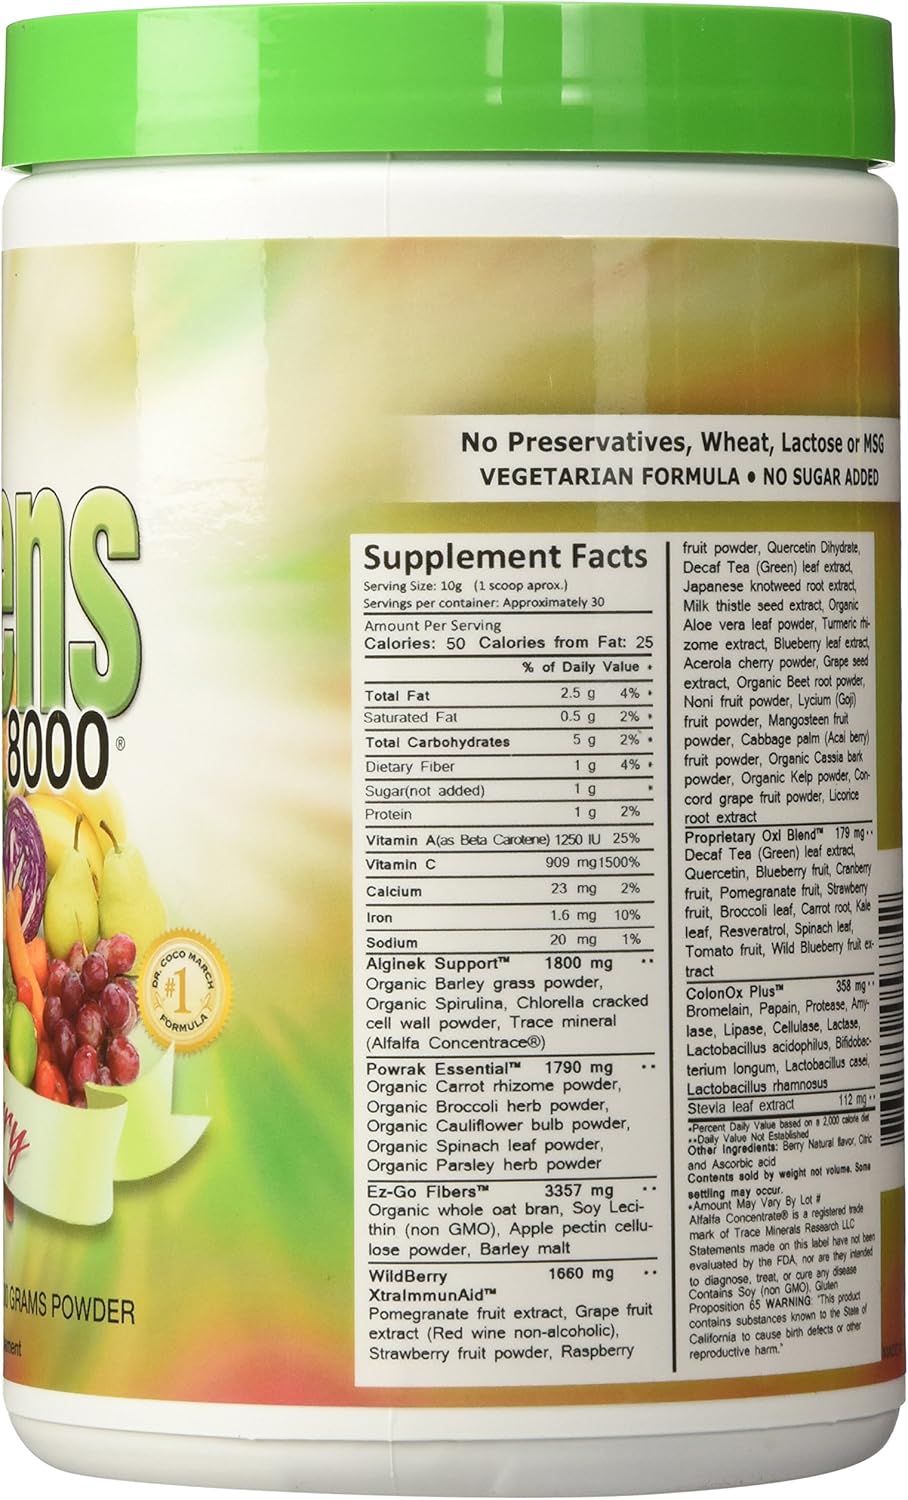 No Preservatives, Wheat, Lactose or MSG
VEGETARIAN FORMULA • NO SUGAR ADDED
ens
8000®
DR. COCO MARCH
#1
FORMULA
GRAMS POWDER
Supplement Facts
Serving Size: 10g (1 scoop aprox.)
Servings per container: Approximately 30
Amount Per Serving
Calories: 50 Calories from Fat: 25
% of Daily Value *
Total Fat 2.5 g 4% *
Saturated Fat 0.5 g 2% *
Total Carbohydrates 5 g 2% *
Dietary Fiber 1 g 4% *
Sugar(not added) 1 g *
Protein 1 g 2%
Vitamin A(as Beta Carotene) 1250 IU 25%
Vitamin C 909 mg 1500%
Calcium 23 mg 2%
Iron 1.6 mg 10%
Sodium 20 mg 1%
Alginek Support™ 1800 mg **
Organic Barley grass powder,
Organic Spirulina, Chlorella cracked
cell wall powder, Trace mineral
(Alfalfa Concentrace®)
Powrak Essential™ 1790 mg **
Organic Carrot rhizome powder,
Organic Broccoli herb powder,
Organic Cauliflower bulb powder,
Organic Spinach leaf powder,
Organic Parsley herb powder
Ez-Go Fibers™ 3357 mg **
Organic whole oat bran, Soy Leci-
thin (non GMO), Apple pectin cellu-
lose powder, Barley malt
WildBerry 1660 mg **
XtraImmunAid™
Pomegranate fruit extract, Grape fruit
extract (Red wine non-alcoholic),
Strawberry fruit powder, Raspberry
fruit powder, Quercetin Dihydrate,
Decaf Tea (Green) leaf extract,
Japanese knotweed root extract,
Milk thistle seed extract, Organic
Aloe vera leaf powder, Turmeric rhi-
zome extract, Blueberry leaf extract,
Acerola cherry powder, Grape seed
extract, Organic Beet root powder,
Noni fruit powder, Lycium (Goji)
fruit powder, Mangosteen fruit
powder, Cabbage palm (Acai berry)
fruit powder, Organic Cassia bark
powder, Organic Kelp powder, Con-
cord grape fruit powder, Licorice
root extract
Proprietary Oxi Blend™ 179 mg**
Decaf Tea (Green) leaf extract,
Quercetin, Blueberry fruit, Cranberry
fruit, Pomegranate fruit, Strawberry
fruit, Broccoli leaf, Carrot root, Kale
leaf, Resveratrol, Spinach leaf,
Tomato fruit, Wild Blueberry fruit ex-
tract
ColonOx Plus™ 358 mg**
Bromelain, Papain, Protease, Amy-
lase, Lipase, Cellulase, Lactase,
Lactobacillus acidophilus, Bifidobac-
terium longum, Lactobacillus casei,
Lactobacillus rhamnosus
Stevia leaf extract 112 mg**
*Percent Daily Value based on a 2,000 calorie diet
**Daily Value Not Established
Other Ingredients: Berry Natural flavor, Citric
and Ascorbic acid
Contents sold by weight not volume. Some
settling may occur.
*Amount May Vary By Lot #
Alfalfa Concentrate® is a registered trade
mark of Trace Minerals Research LLC
Statements made on this label have not been
evaluated by the FDA, nor are they intended
to diagnose, treat, or cure any disease
Contains Soy (non GMO), Gluten
Proposition 65 WARNING: "This product
contains substances known to the State of
California to cause birth defects or other
reproductive harm."